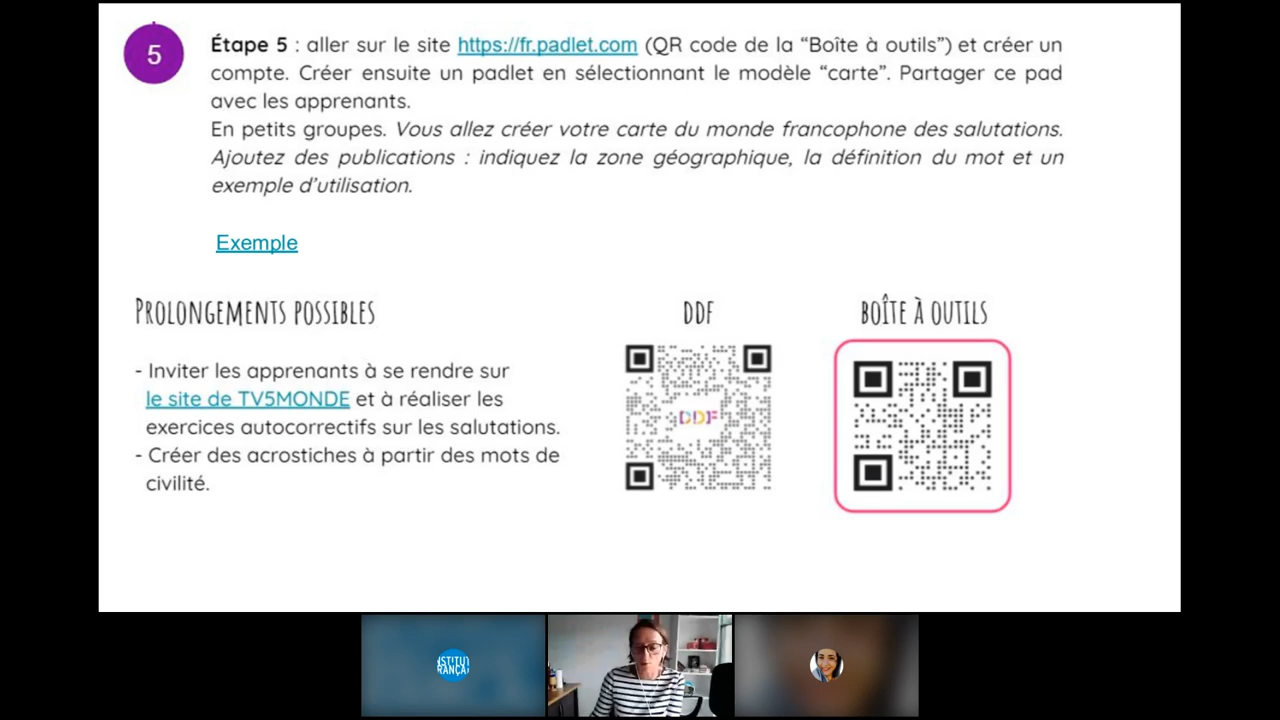 5
Étape 5 : aller sur le site https://fr.padlet.com (QR code de la “Boîte à outils”) et créer un
compte. Créer ensuite un padlet en sélectionnant le modèle “carte”. Partager ce pad
avec les apprenants.
En petits groupes. Vous allez créer votre carte du monde francophone des salutations.
Ajoutez des publications : indiquez la zone géographique, la définition du mot et un
exemple d’utilisation.
Exemple
PROLONGEMENTS POSSIBLES
- Inviter les apprenants à se rendre sur
le site de TV5MONDE et à réaliser les
exercices autocorrectifs sur les salutations.
- Créer des acrostiches à partir des mots de
civilité.
DDF
DDF
BOÎTE À OUTILS